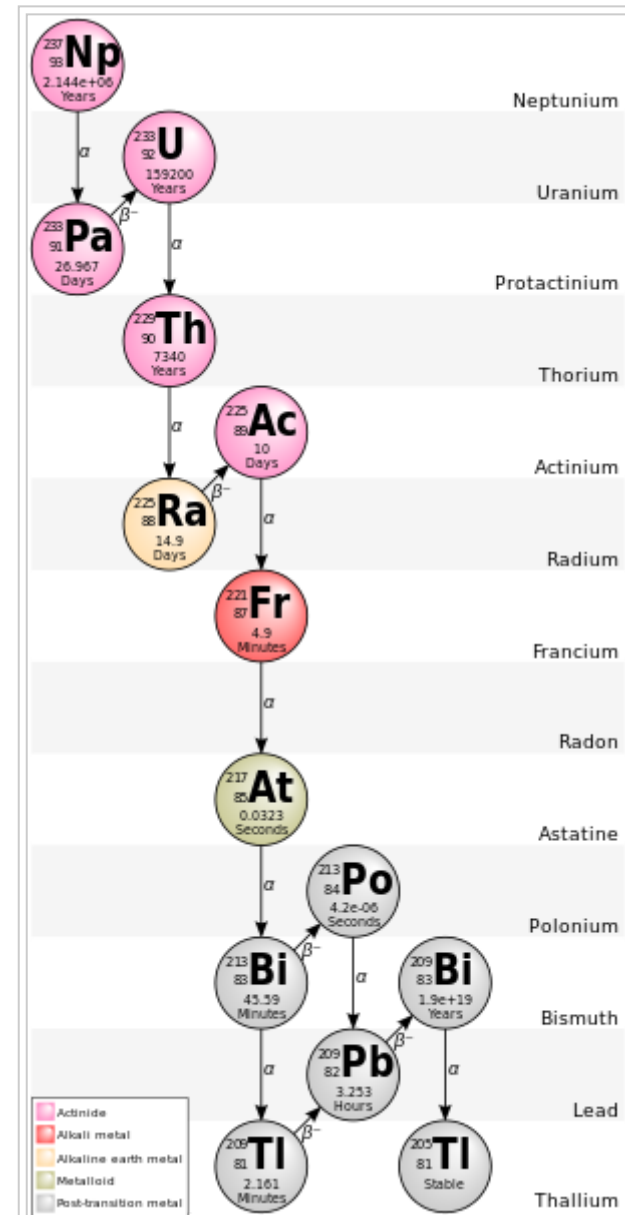 237
93
Np
2.144e+06
Years
Neptunium
α
233
92
U
159200
Years
Uranium
β⁻
233
91
Pa
26.967
Days
α
Protactinium
229
90
Th
7340
Years
Thorium
α
225
89
Ac
10
Days
Actinium
β⁻
225
88
Ra
14.9
Days
α
Radium
221
87
Fr
4.9
Minutes
Francium
α
Radon
217
85
At
0.0323
Seconds
Astatine
α
213
84
Po
4.2e-06
Seconds
Polonium
β⁻
213
83
Bi
45.59
Minutes
α
209
83
Bi
1.9e+19
Years
Bismuth
β⁻
α
209
82
Pb
3.253
Hours
α
Lead
β⁻
209
81
Tl
2.161
Minutes
205
81
Tl
Stable
Thallium
Actinide
Alkali metal
Alkaline earth metal
Metalloid
Post-transition metal